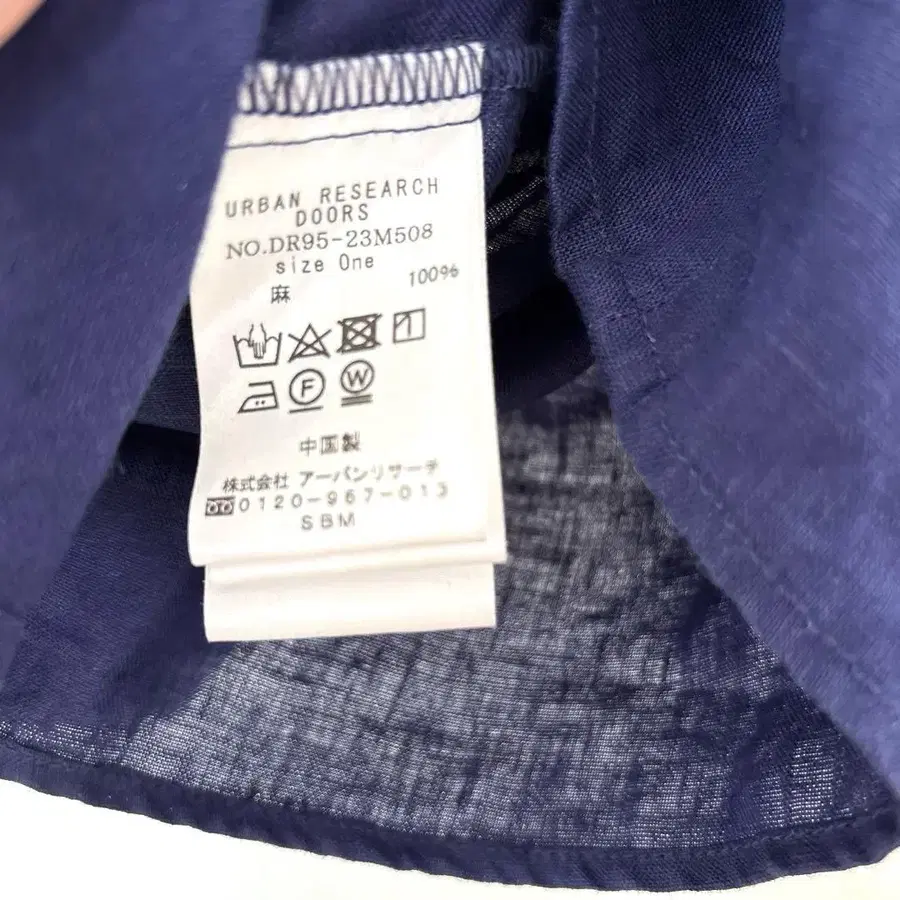 URBAN RESEARCH
DOORS
NO.DR95-23M508
size One
麻 100%
F W
中国製
株式会社 アーバンリサーチ
0120-967-013
SBM